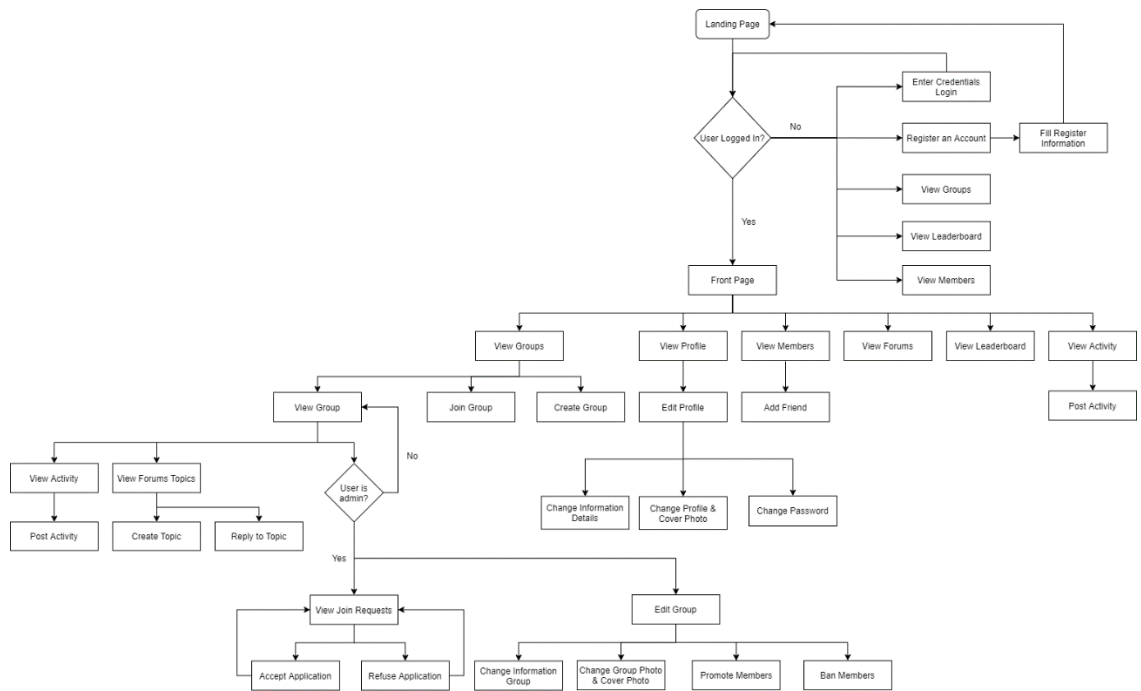 Landing Page
Enter Credentials
Login
User Logged In?
No
Register an Account
Fill Register
Information
View Groups
Yes
View Leaderboard
Front Page
View Members
View Groups
View Profile
View Members
View Forums
View Leaderboard
View Activity
View Group
Join Group
Create Group
Edit Profile
Add Friend
Post Activity
No
View Activity
View Forums Topics
User is
admin?
Change Information
Details
Change Profile &
Cover Photo
Change Password
Post Activity
Create Topic
Reply to Topic
Yes
View Join Requests
Edit Group
Accept Application
Refuse Application
Change Information
Group
Change Group Photo
& Cover Photo
Promote Members
Ban Members